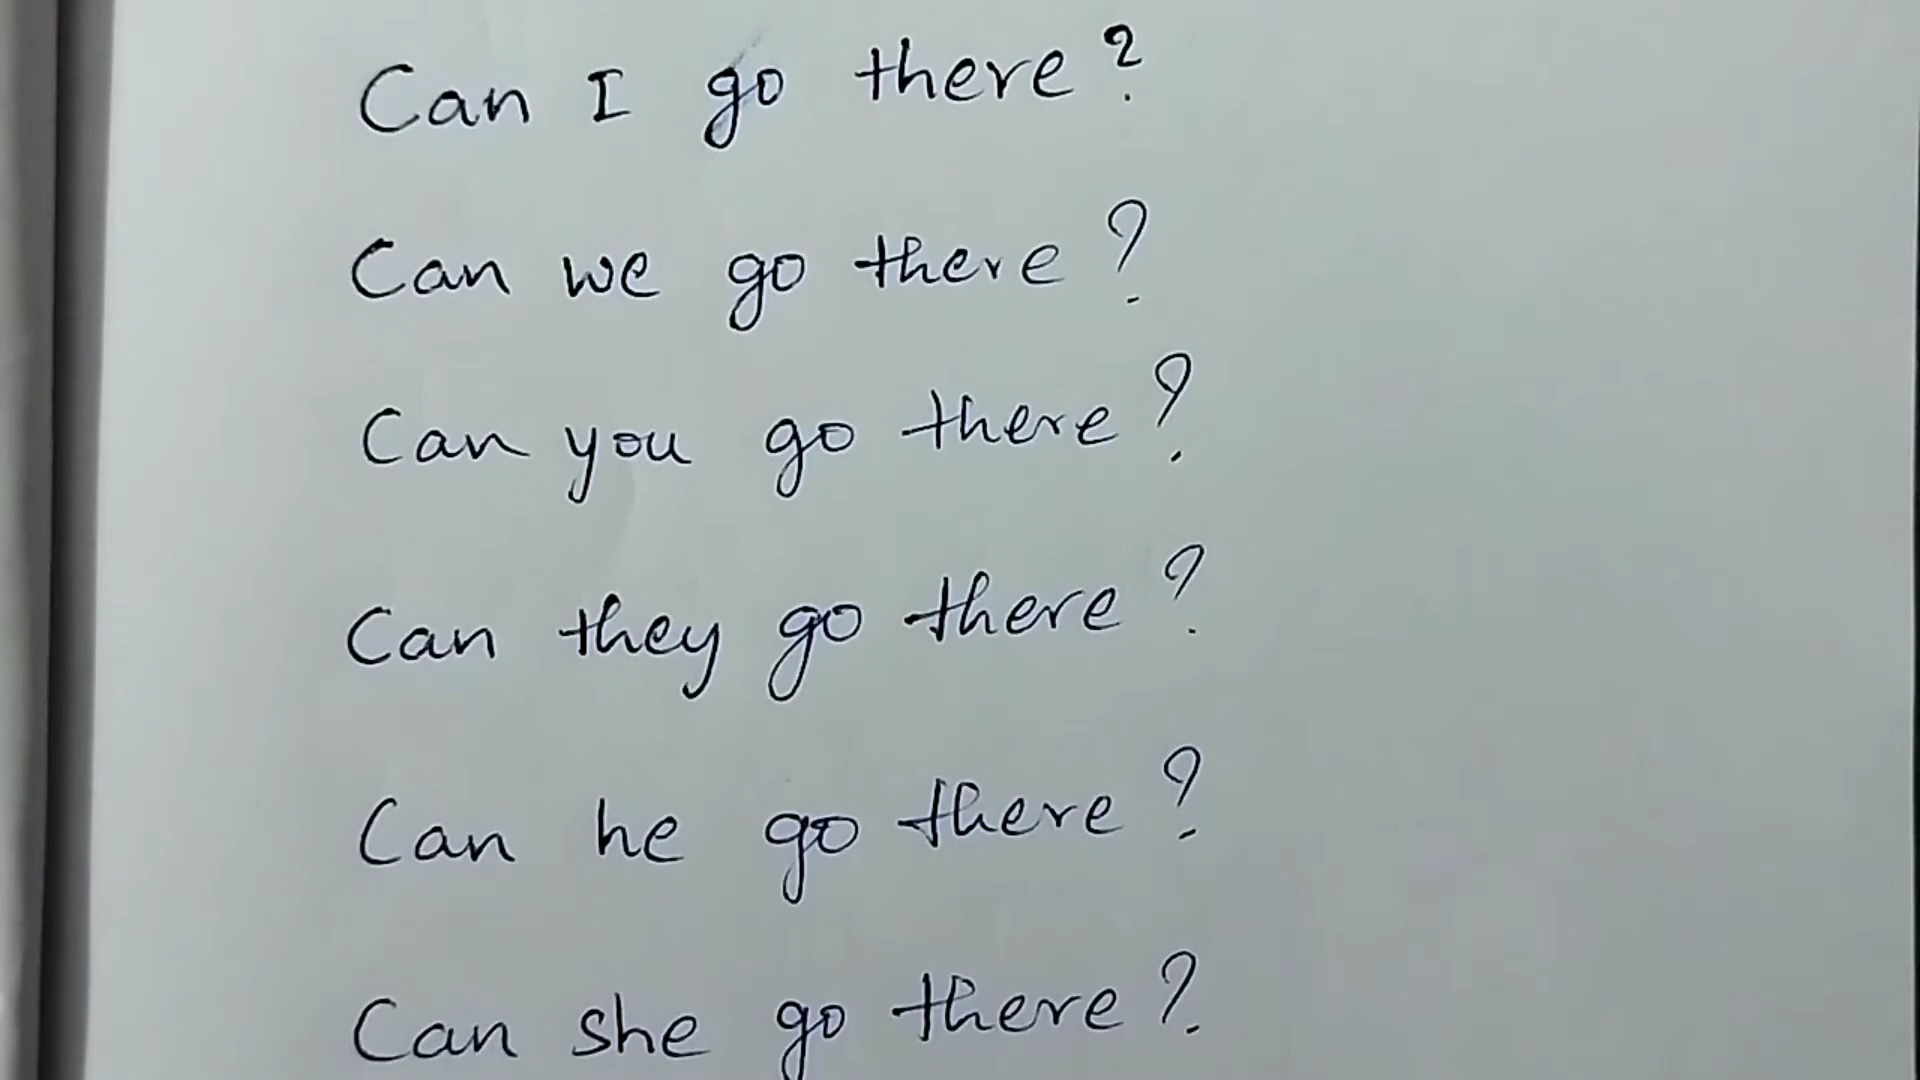 Can I go there?
Can we go there?
Can you go there?
Can they go there?
Can he go there?
Can she go there?